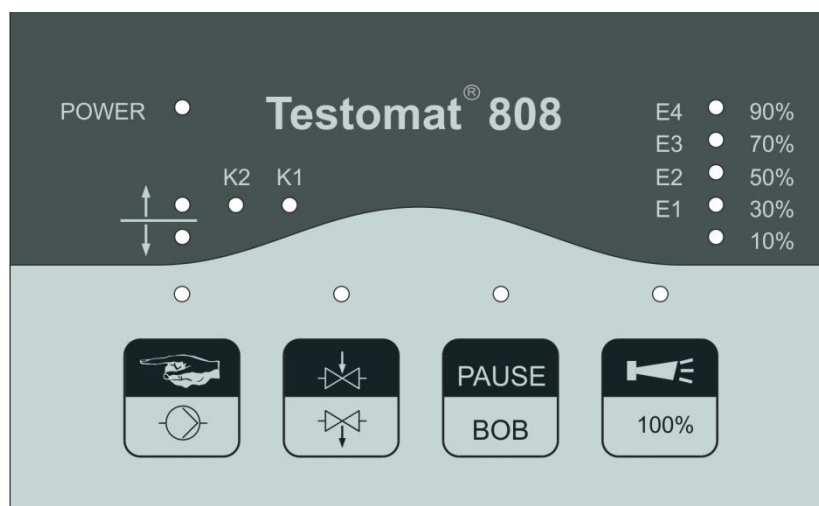 POWER
Testomat® 808
E4 90%
E3 70%
E2 50%
E1 30%
10%
K2 K1
PAUSE
BOB
100%